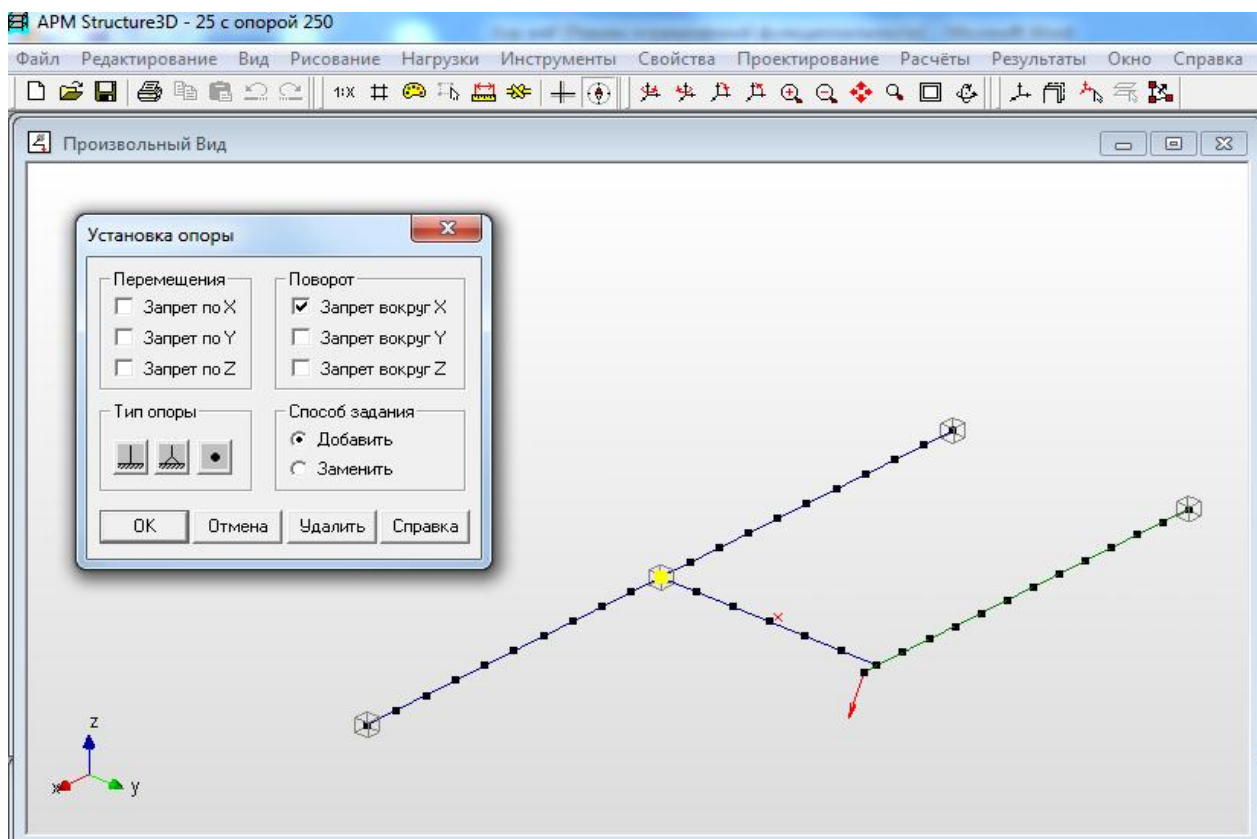 APM Structure3D - 25 с опорой 250
Файл Редактирование Вид Рисование Нагрузки Инструменты Свойства Проектирование Расчёты Результаты Окно Справка
Произвольный Вид
Установка опоры
Перемещения
Запрет по X
Запрет по Y
Запрет по Z
Поворот
Запрет вокруг X
Запрет вокруг Y
Запрет вокруг Z
Тип опоры
Способ задания
Добавить
Заменить
OK Отмена Удалить Справка
z
x
y